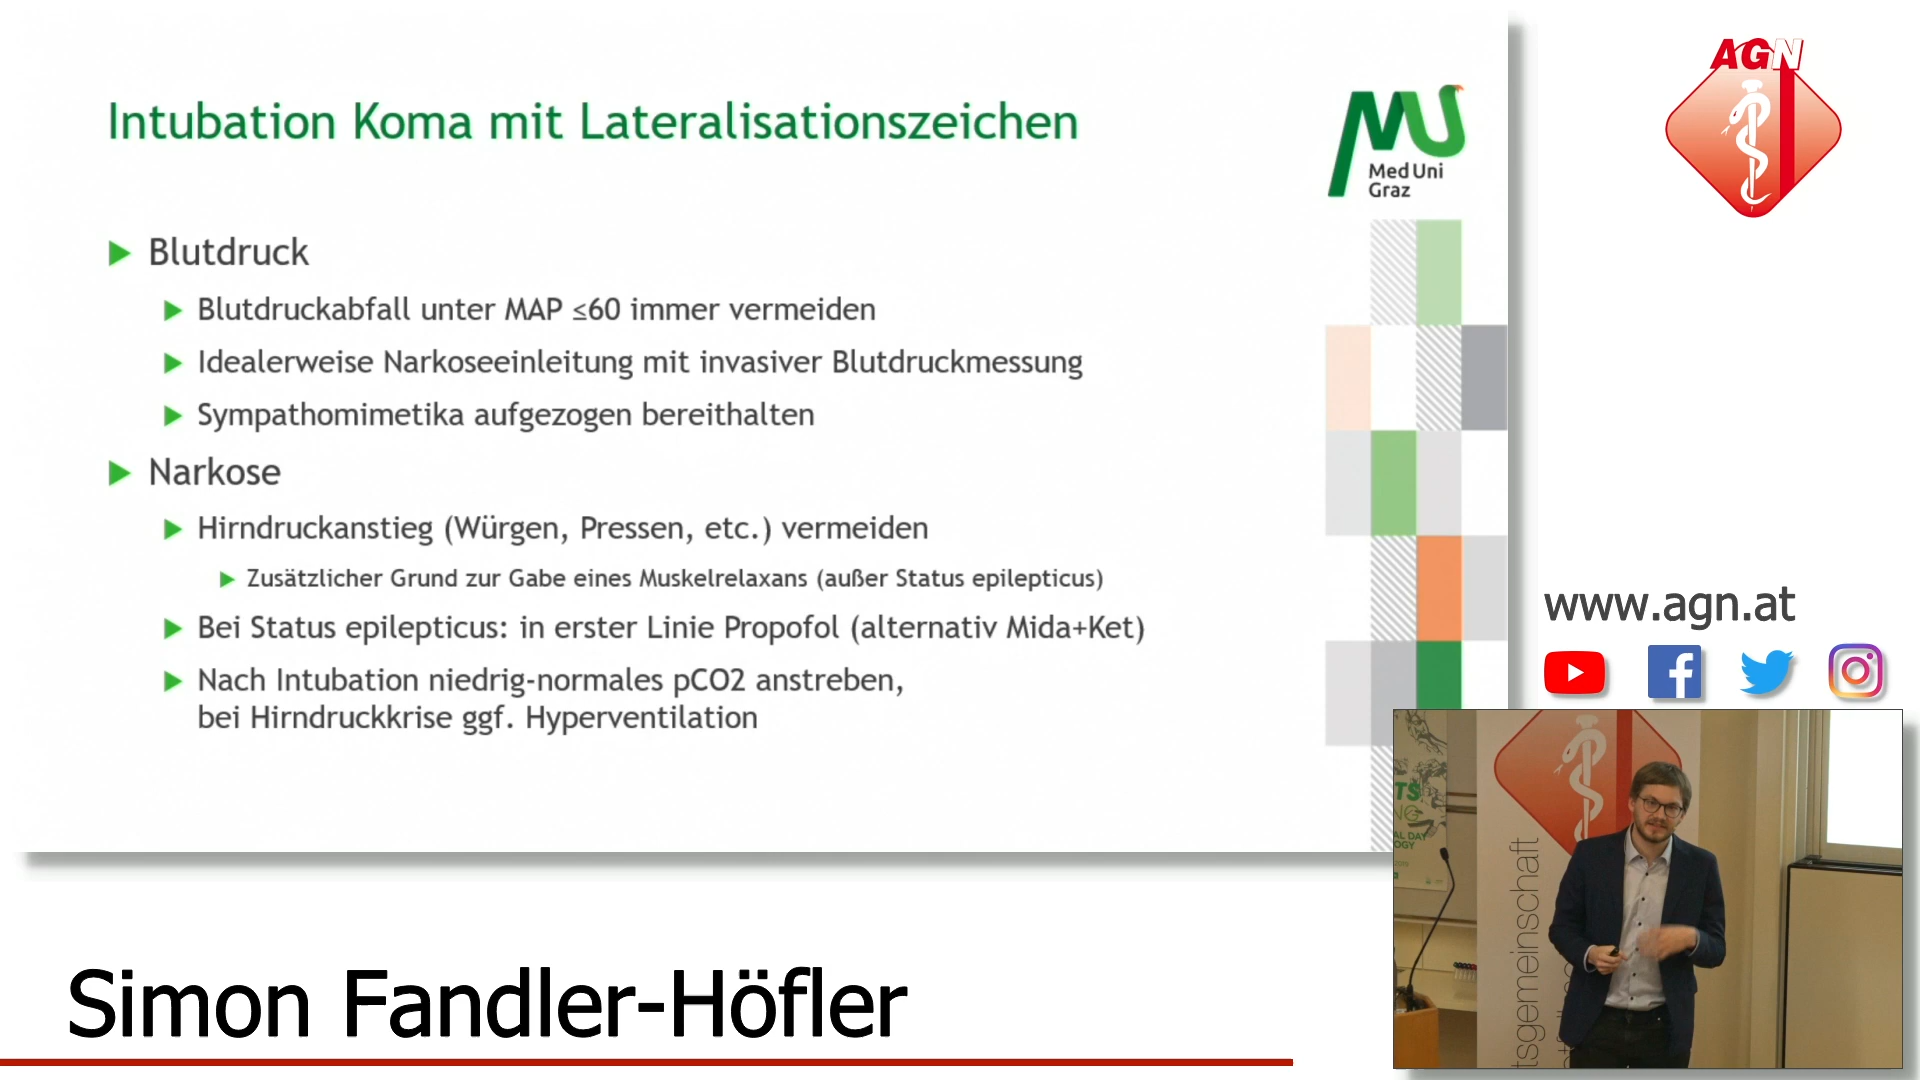 Intubation Koma mit Lateralisationszeichen
Med Uni
Graz
Blutdruck
Blutdruckabfall unter MAP ≤60 immer vermeiden
Idealerweise Narkoseeinleitung mit invasiver Blutdruckmessung
Sympathomimetika aufgezogen bereithalten
Narkose
Hirndruckanstieg (Würgen, Pressen, etc.) vermeiden
Zusätzlicher Grund zur Gabe eines Muskelrelaxans (außer Status epilepticus)
Bei Status epilepticus: in erster Linie Propofol (alternativ Mida+Ket)
Nach Intubation niedrig-normales pCO2 anstreben,
bei Hirndruckkrise ggf. Hyperventilation
AGN
www.agn.at
tsgemeinschaft
Simon Fandler-Höfler